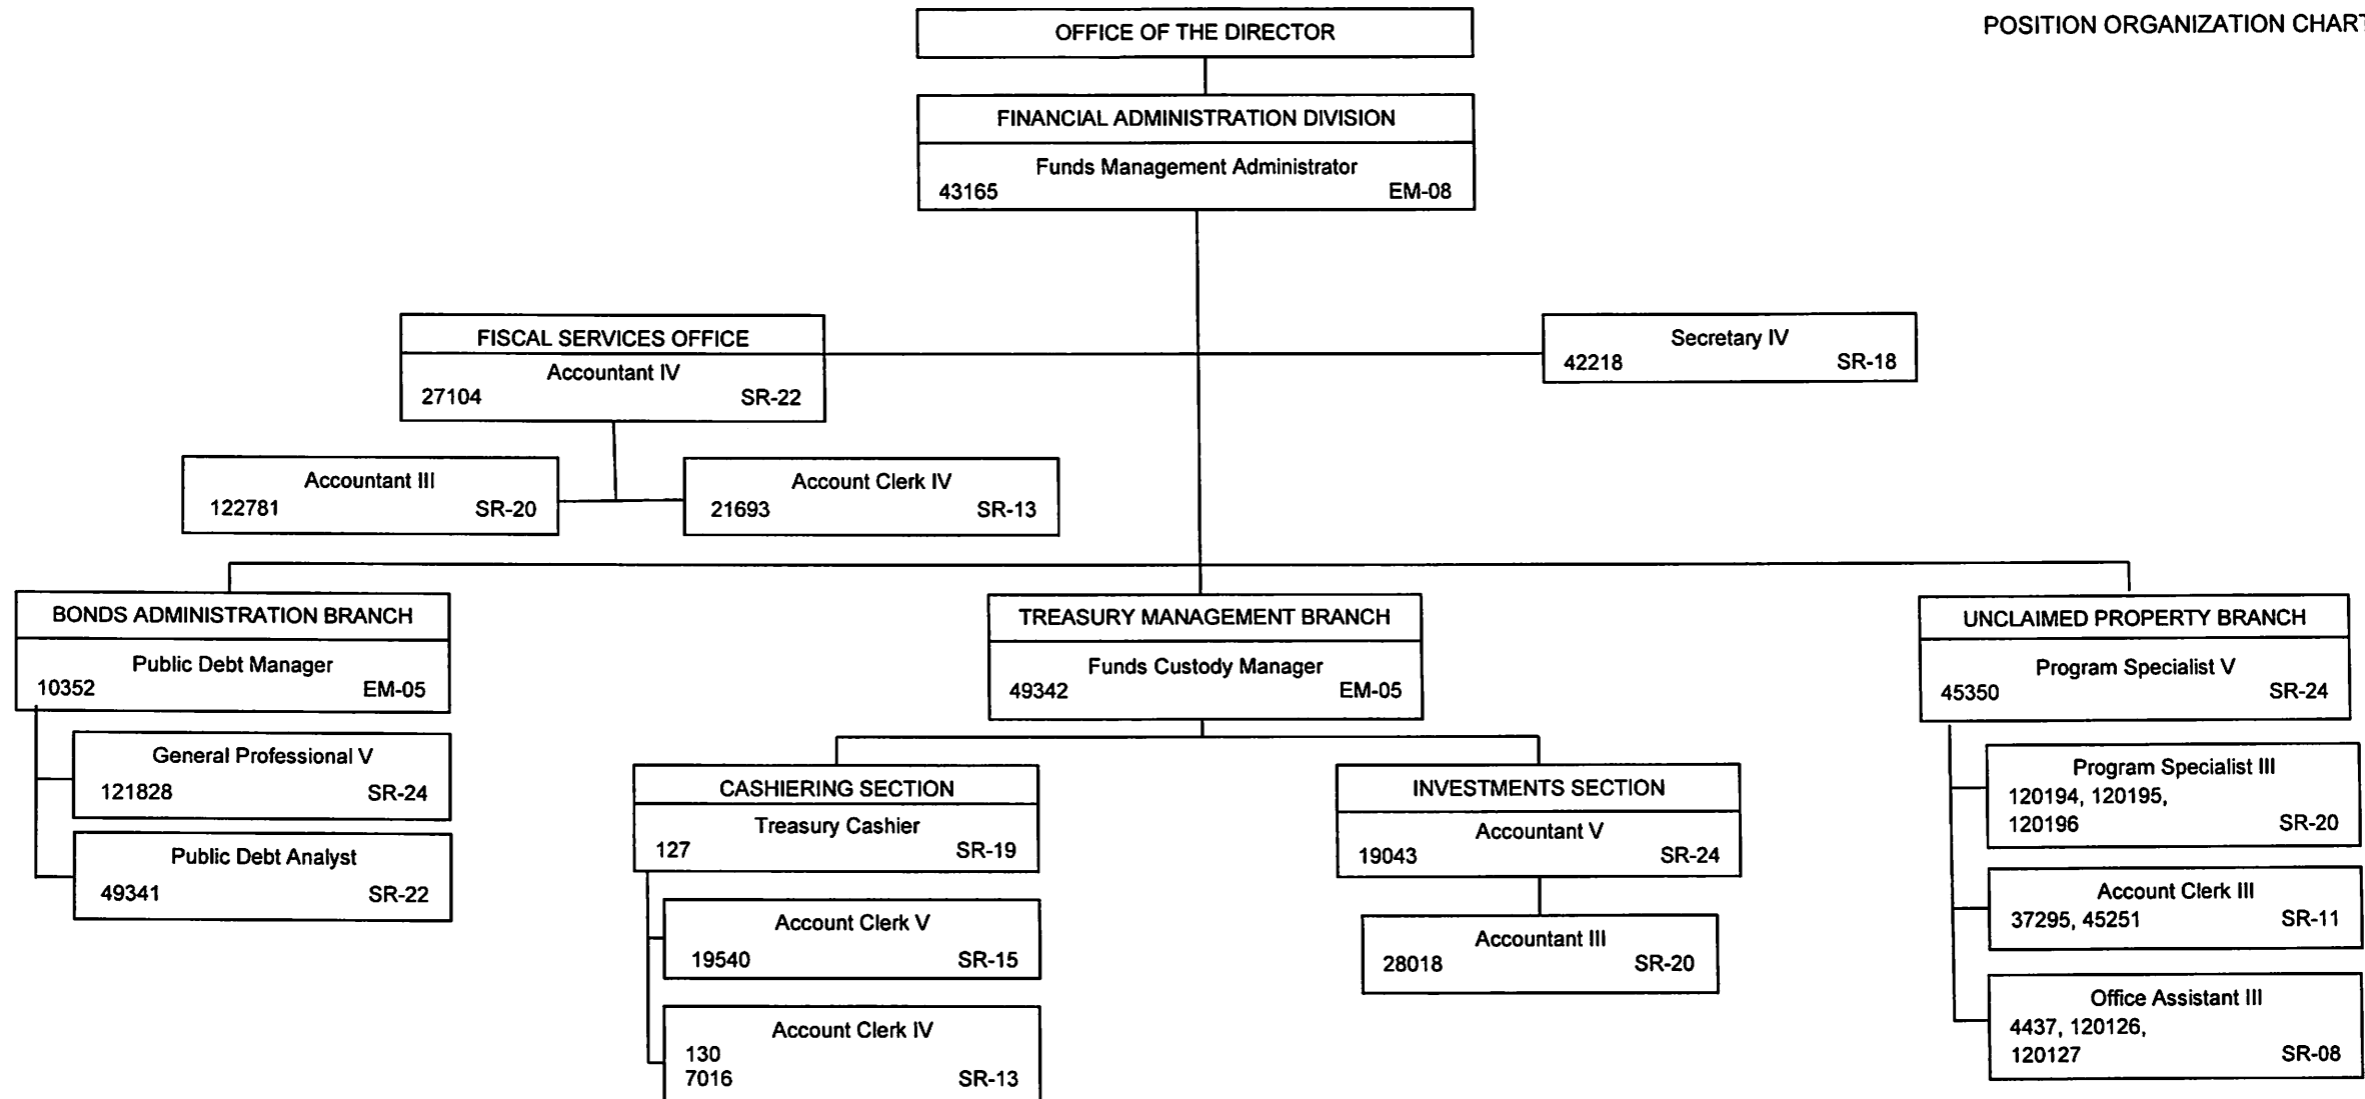 POSITION ORGANIZATION CHART
OFFICE OF THE DIRECTOR
FINANCIAL ADMINISTRATION DIVISION
Funds Management Administrator
43165 EM-08
FISCAL SERVICES OFFICE
Accountant IV
27104 SR-22
Secretary IV
42218 SR-18
Accountant III
122781 SR-20
Account Clerk IV
21693 SR-13
BONDS ADMINISTRATION BRANCH
Public Debt Manager
10352 EM-05
General Professional V
121828 SR-24
Public Debt Analyst
49341 SR-22
TREASURY MANAGEMENT BRANCH
Funds Custody Manager
49342 EM-05
CASHIERING SECTION
Treasury Cashier
127 SR-19
Account Clerk V
19540 SR-15
Account Clerk IV
130
7016 SR-13
INVESTMENTS SECTION
Accountant V
19043 SR-24
Accountant III
28018 SR-20
UNCLAIMED PROPERTY BRANCH
Program Specialist V
45350 SR-24
Program Specialist III
120194, 120195,
120196 SR-20
Account Clerk III
37295, 45251 SR-11
Office Assistant III
4437, 120126,
120127 SR-08